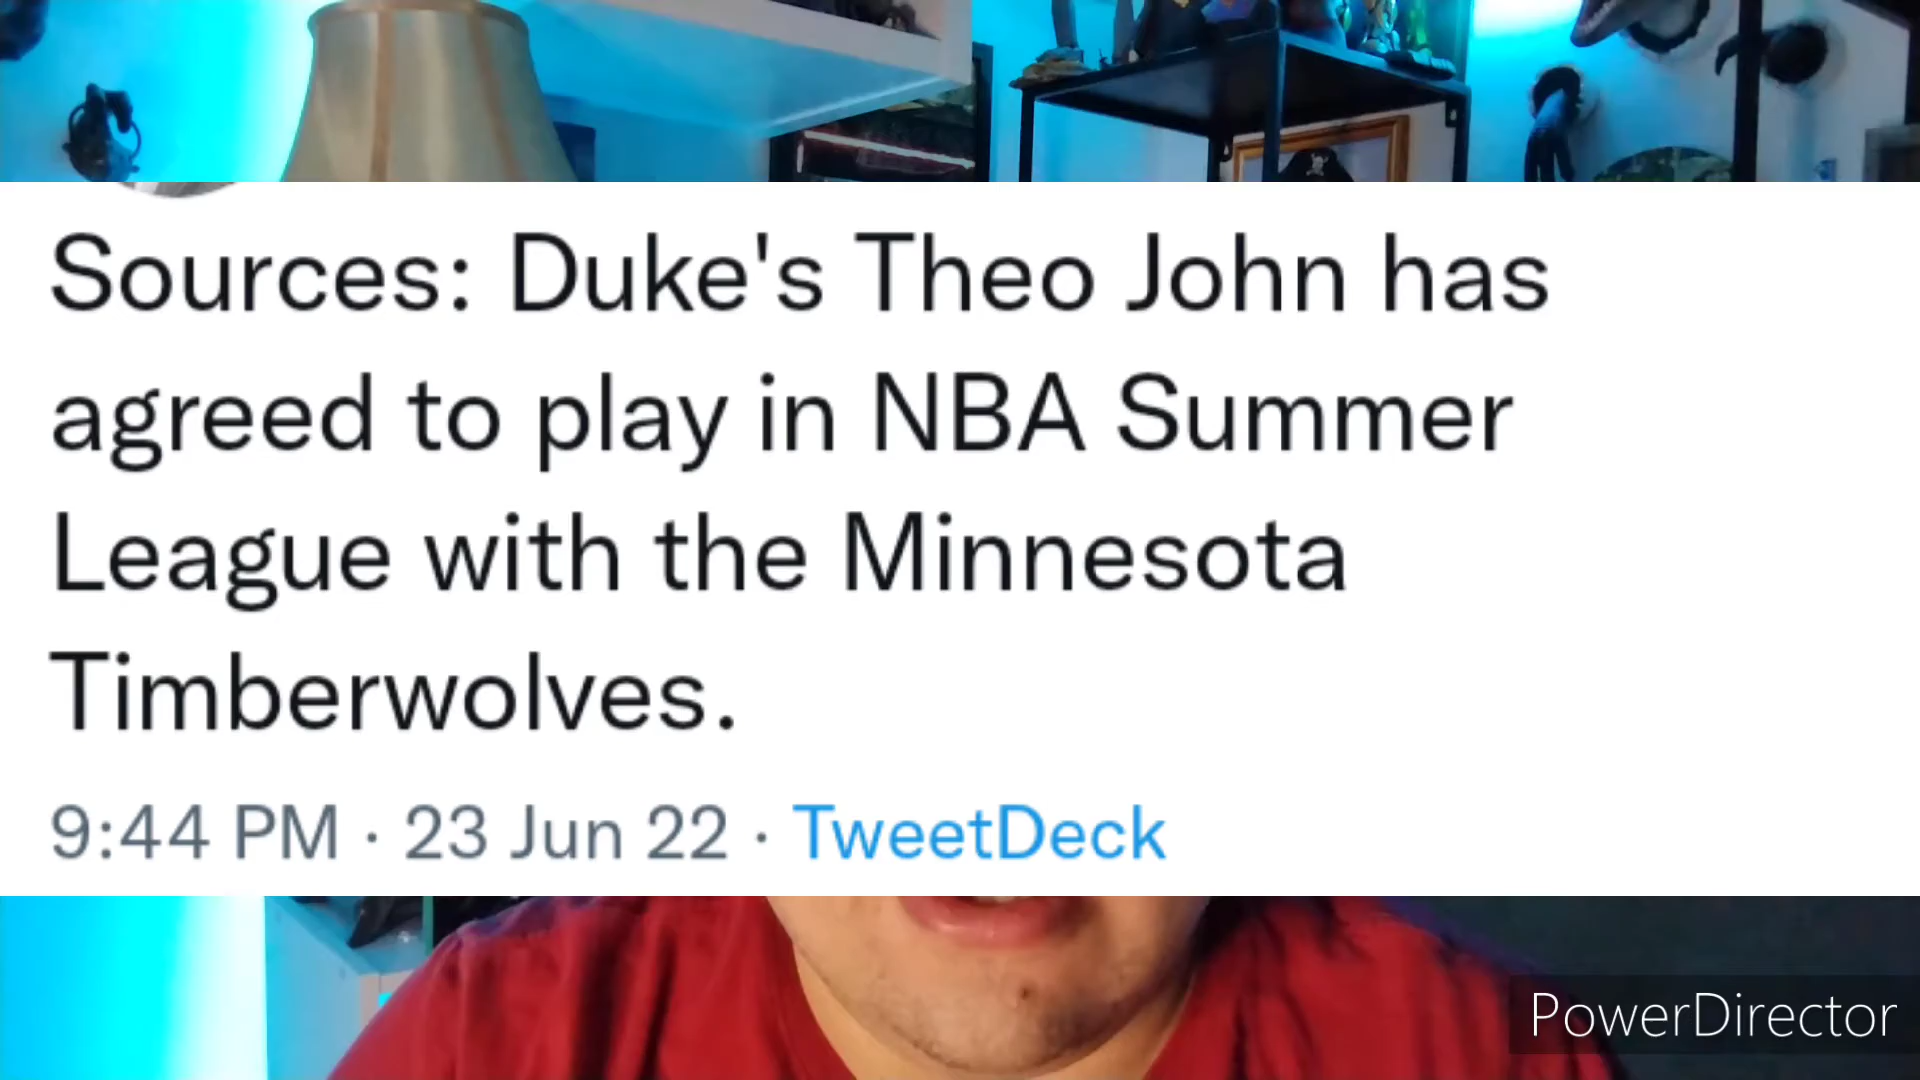 Sources: Duke's Theo John has
agreed to play in NBA Summer
League with the Minnesota
Timberwolves.
9:44 PM · 23 Jun 22 · TweetDeck
PowerDirector